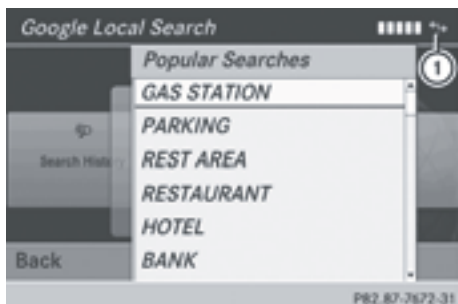 Google Local Search
1
Popular Searches
GAS STATION
PARKING
REST AREA
RESTAURANT
HOTEL
BANK
Search Histo
Back
P82.87-7672-31